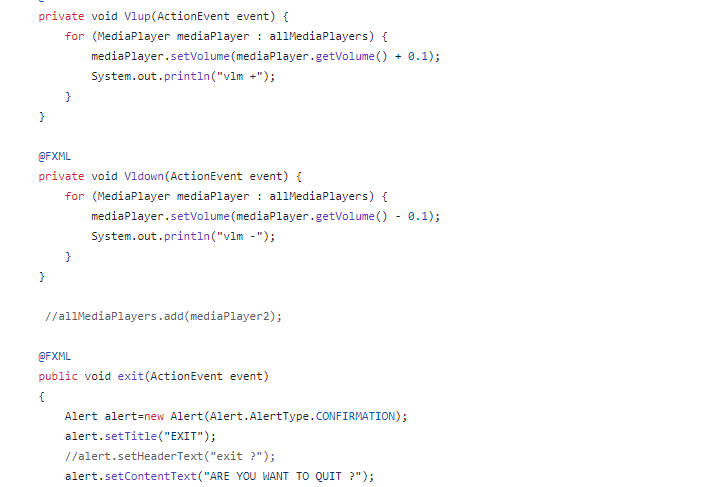 private void Vlup(ActionEvent event) {
for (MediaPlayer mediaPlayer : allMediaPlayers) {
mediaPlayer.setVolume(mediaPlayer.getVolume() + 0.1);
System.out.println("vlm +");
}
}
@FXML
private void Vldown(ActionEvent event) {
for (MediaPlayer mediaPlayer : allMediaPlayers) {
mediaPlayer.setVolume(mediaPlayer.getVolume() - 0.1);
System.out.println("vlm -");
}
}
//allMediaPlayers.add(mediaPlayer2);
@FXML
public void exit(ActionEvent event)
{
Alert alert=new Alert(Alert.AlertType.CONFIRMATION);
alert.setTitle("EXIT");
//alert.setHeaderText("exit ?");
alert.setContentText("ARE YOU WANT TO QUIT ?");